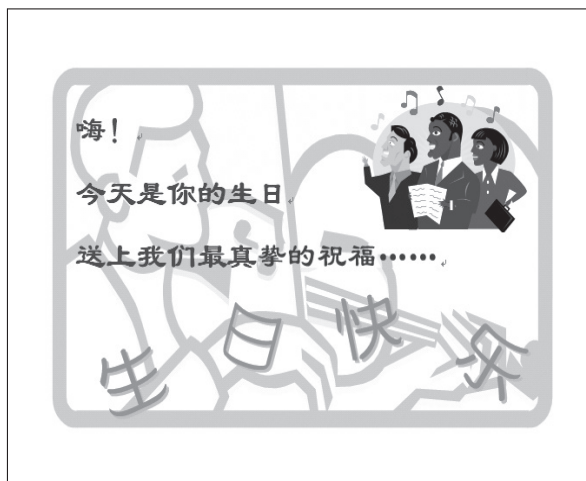 嗨！
今天是你的生日
送上我们最真挚的祝福……
生日快乐